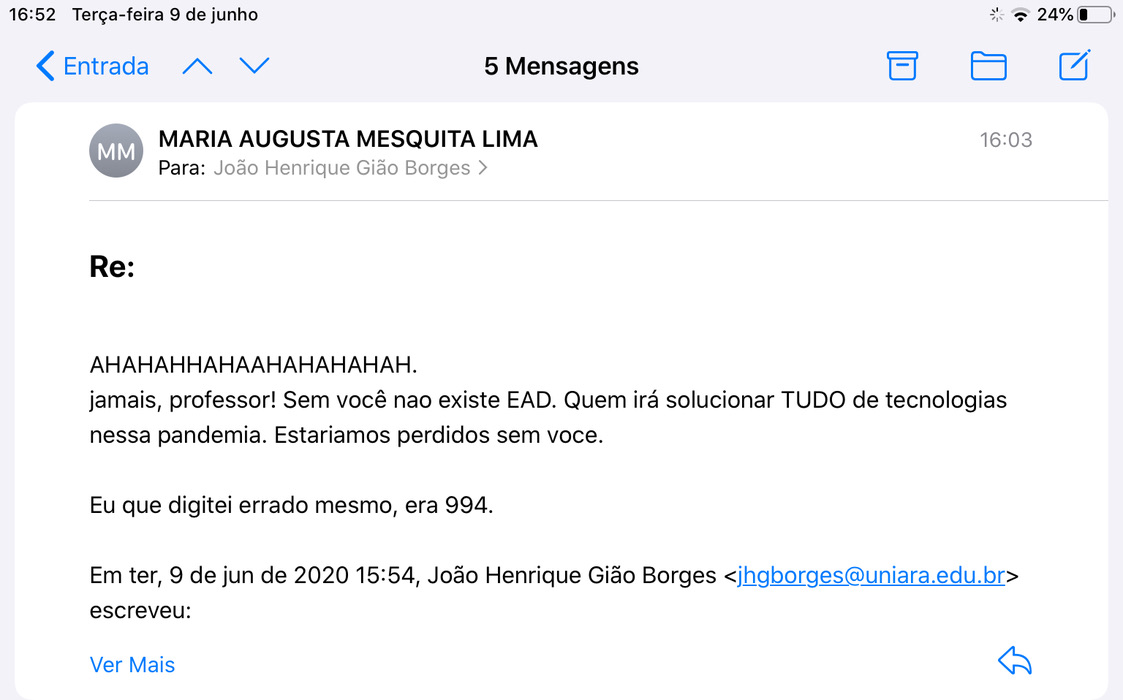 16:52 Terça-feira 9 de junho
24%
Entrada
5 Mensagens
MM
MARIA AUGUSTA MESQUITA LIMA
16:03
Para: João Henrique Gião Borges
Re:
AHAHAHHAHAAHAHAHAHAH.
jamais, professor! Sem você nao existe EAD. Quem irá solucionar TUDO de tecnologias
nessa pandemia. Estariamos perdidos sem voce.
Eu que digitei errado mesmo, era 994.
Em ter, 9 de jun de 2020 15:54, João Henrique Gião Borges <jhgborges@uniara.edu.br>
escreveu:
Ver Mais